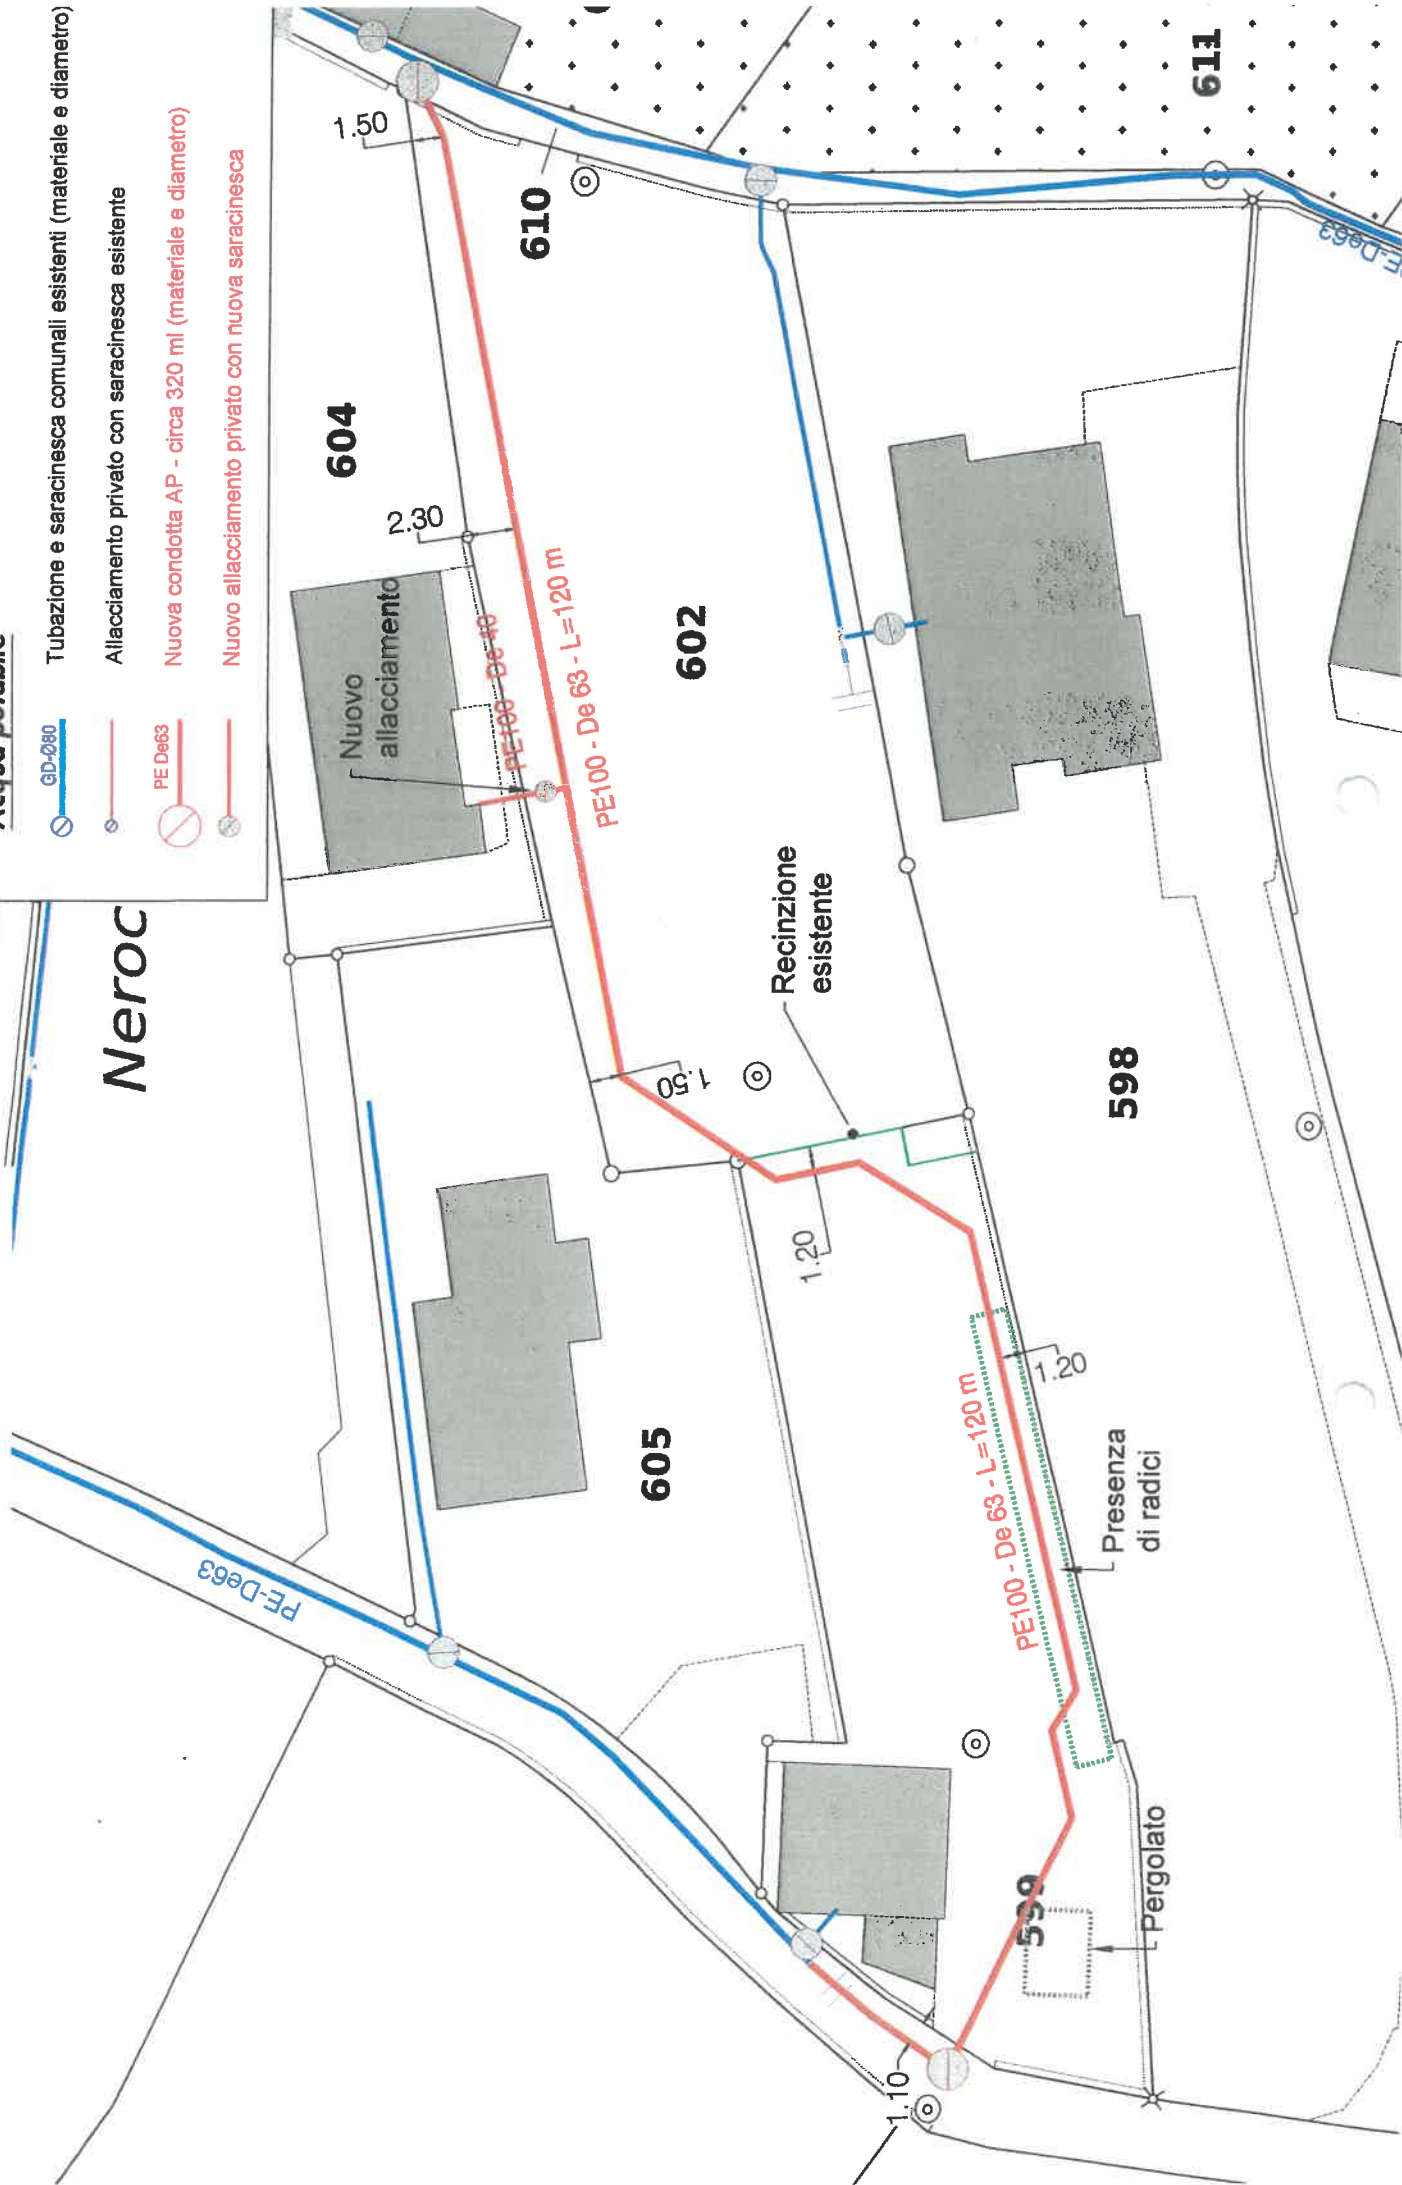 GD-Ø80
Tubazione e saracinesca comunali esistenti (materiale e diametro)
Allacciamento privato con saracinesca esistente
PE De63
Nuova condotta AP - circa 320 ml (materiale e diametro)
Nuovo allacciamento privato con nuova saracinesca
Neroc
604
1.50
610
611
2.30
Nuovo
allacciamento
PE100 - De 40
PE100 - De 63 - L=120 m
602
PE-De63
Recinzione
esistente
1.50
598
1.20
605
PE-De63
PE100 - De 63 - L=120 m
1.20
Presenza
di radici
599
Pergolato
1.10